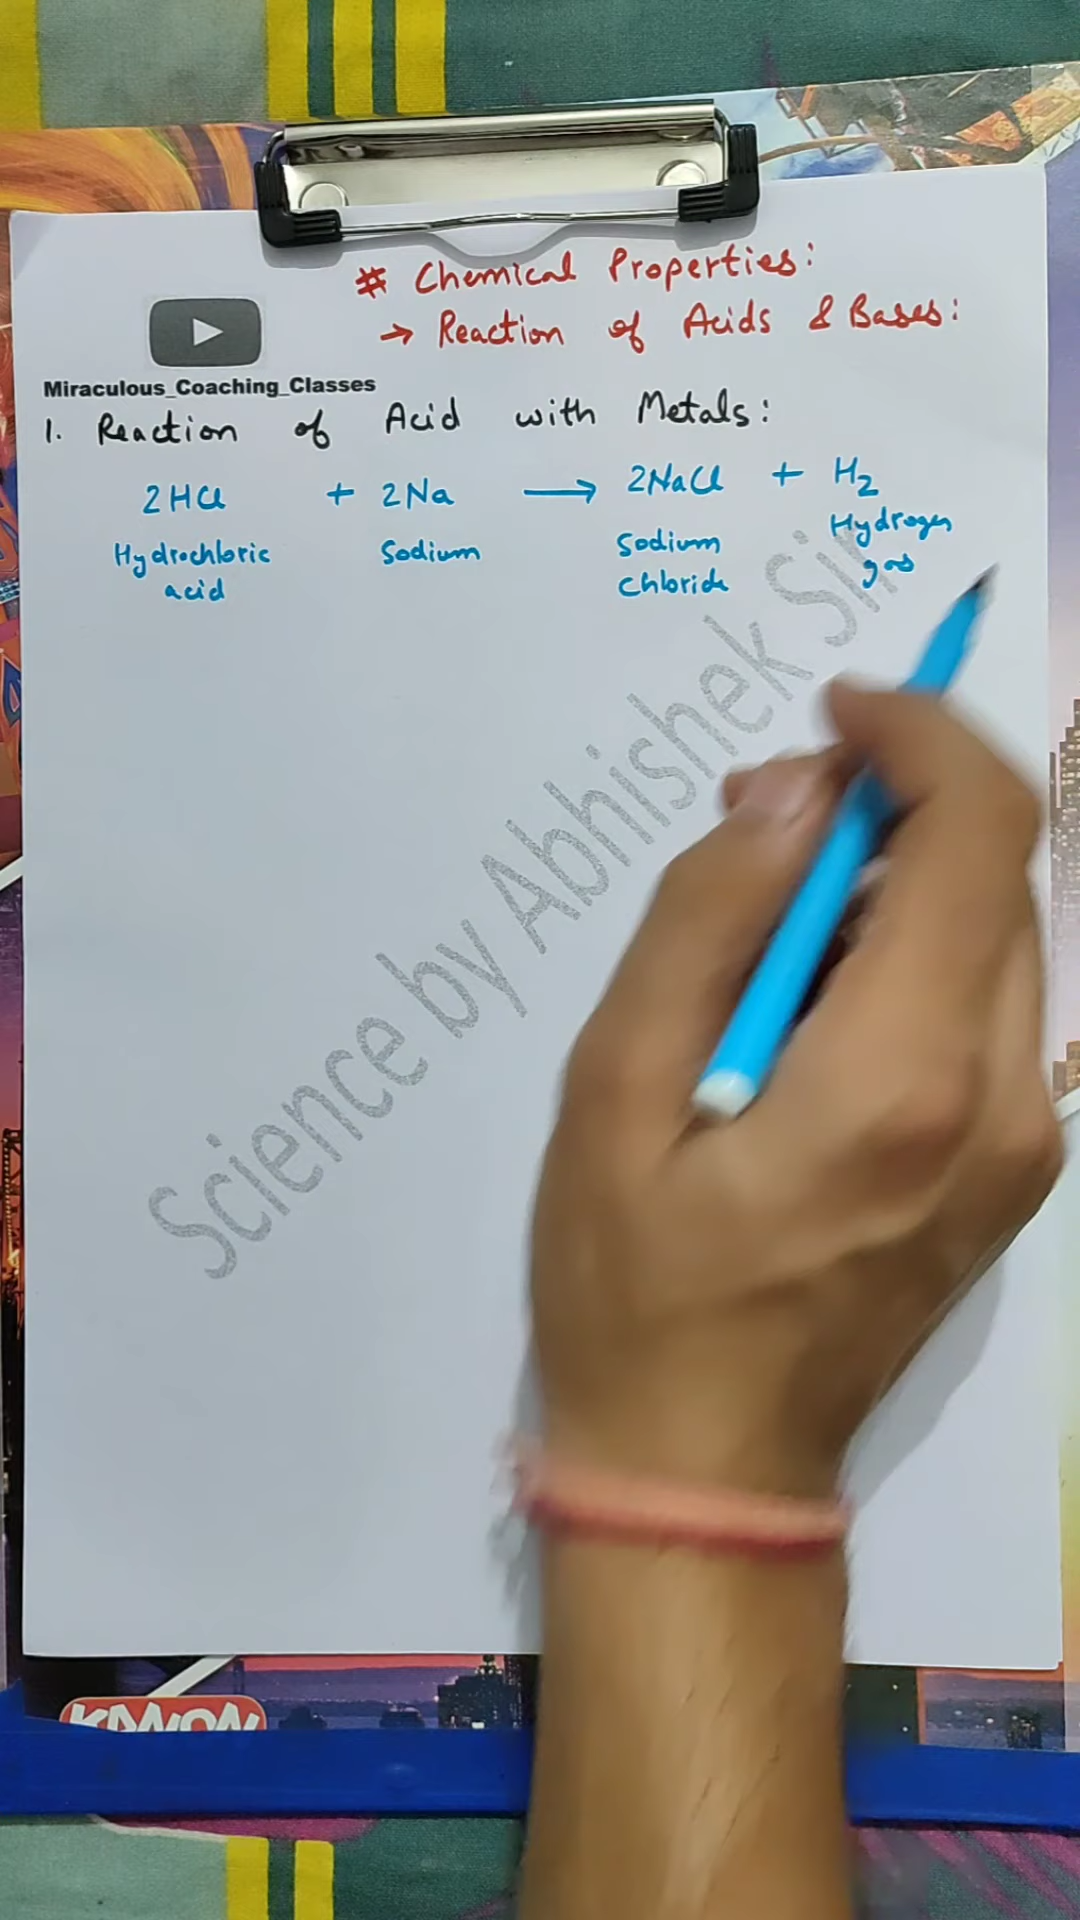 # Chemical Properties:
→ Reaction of Acids & Bases:
Miraculous_Coaching_Classes
1. Reaction of Acid with Metals:
2HCl + 2Na ⟶ 2NaCl + H₂
Hydrochloric acid
Sodium
Sodium Chloride
Hydrogen gas
Science by Abhishek Sir
KANON